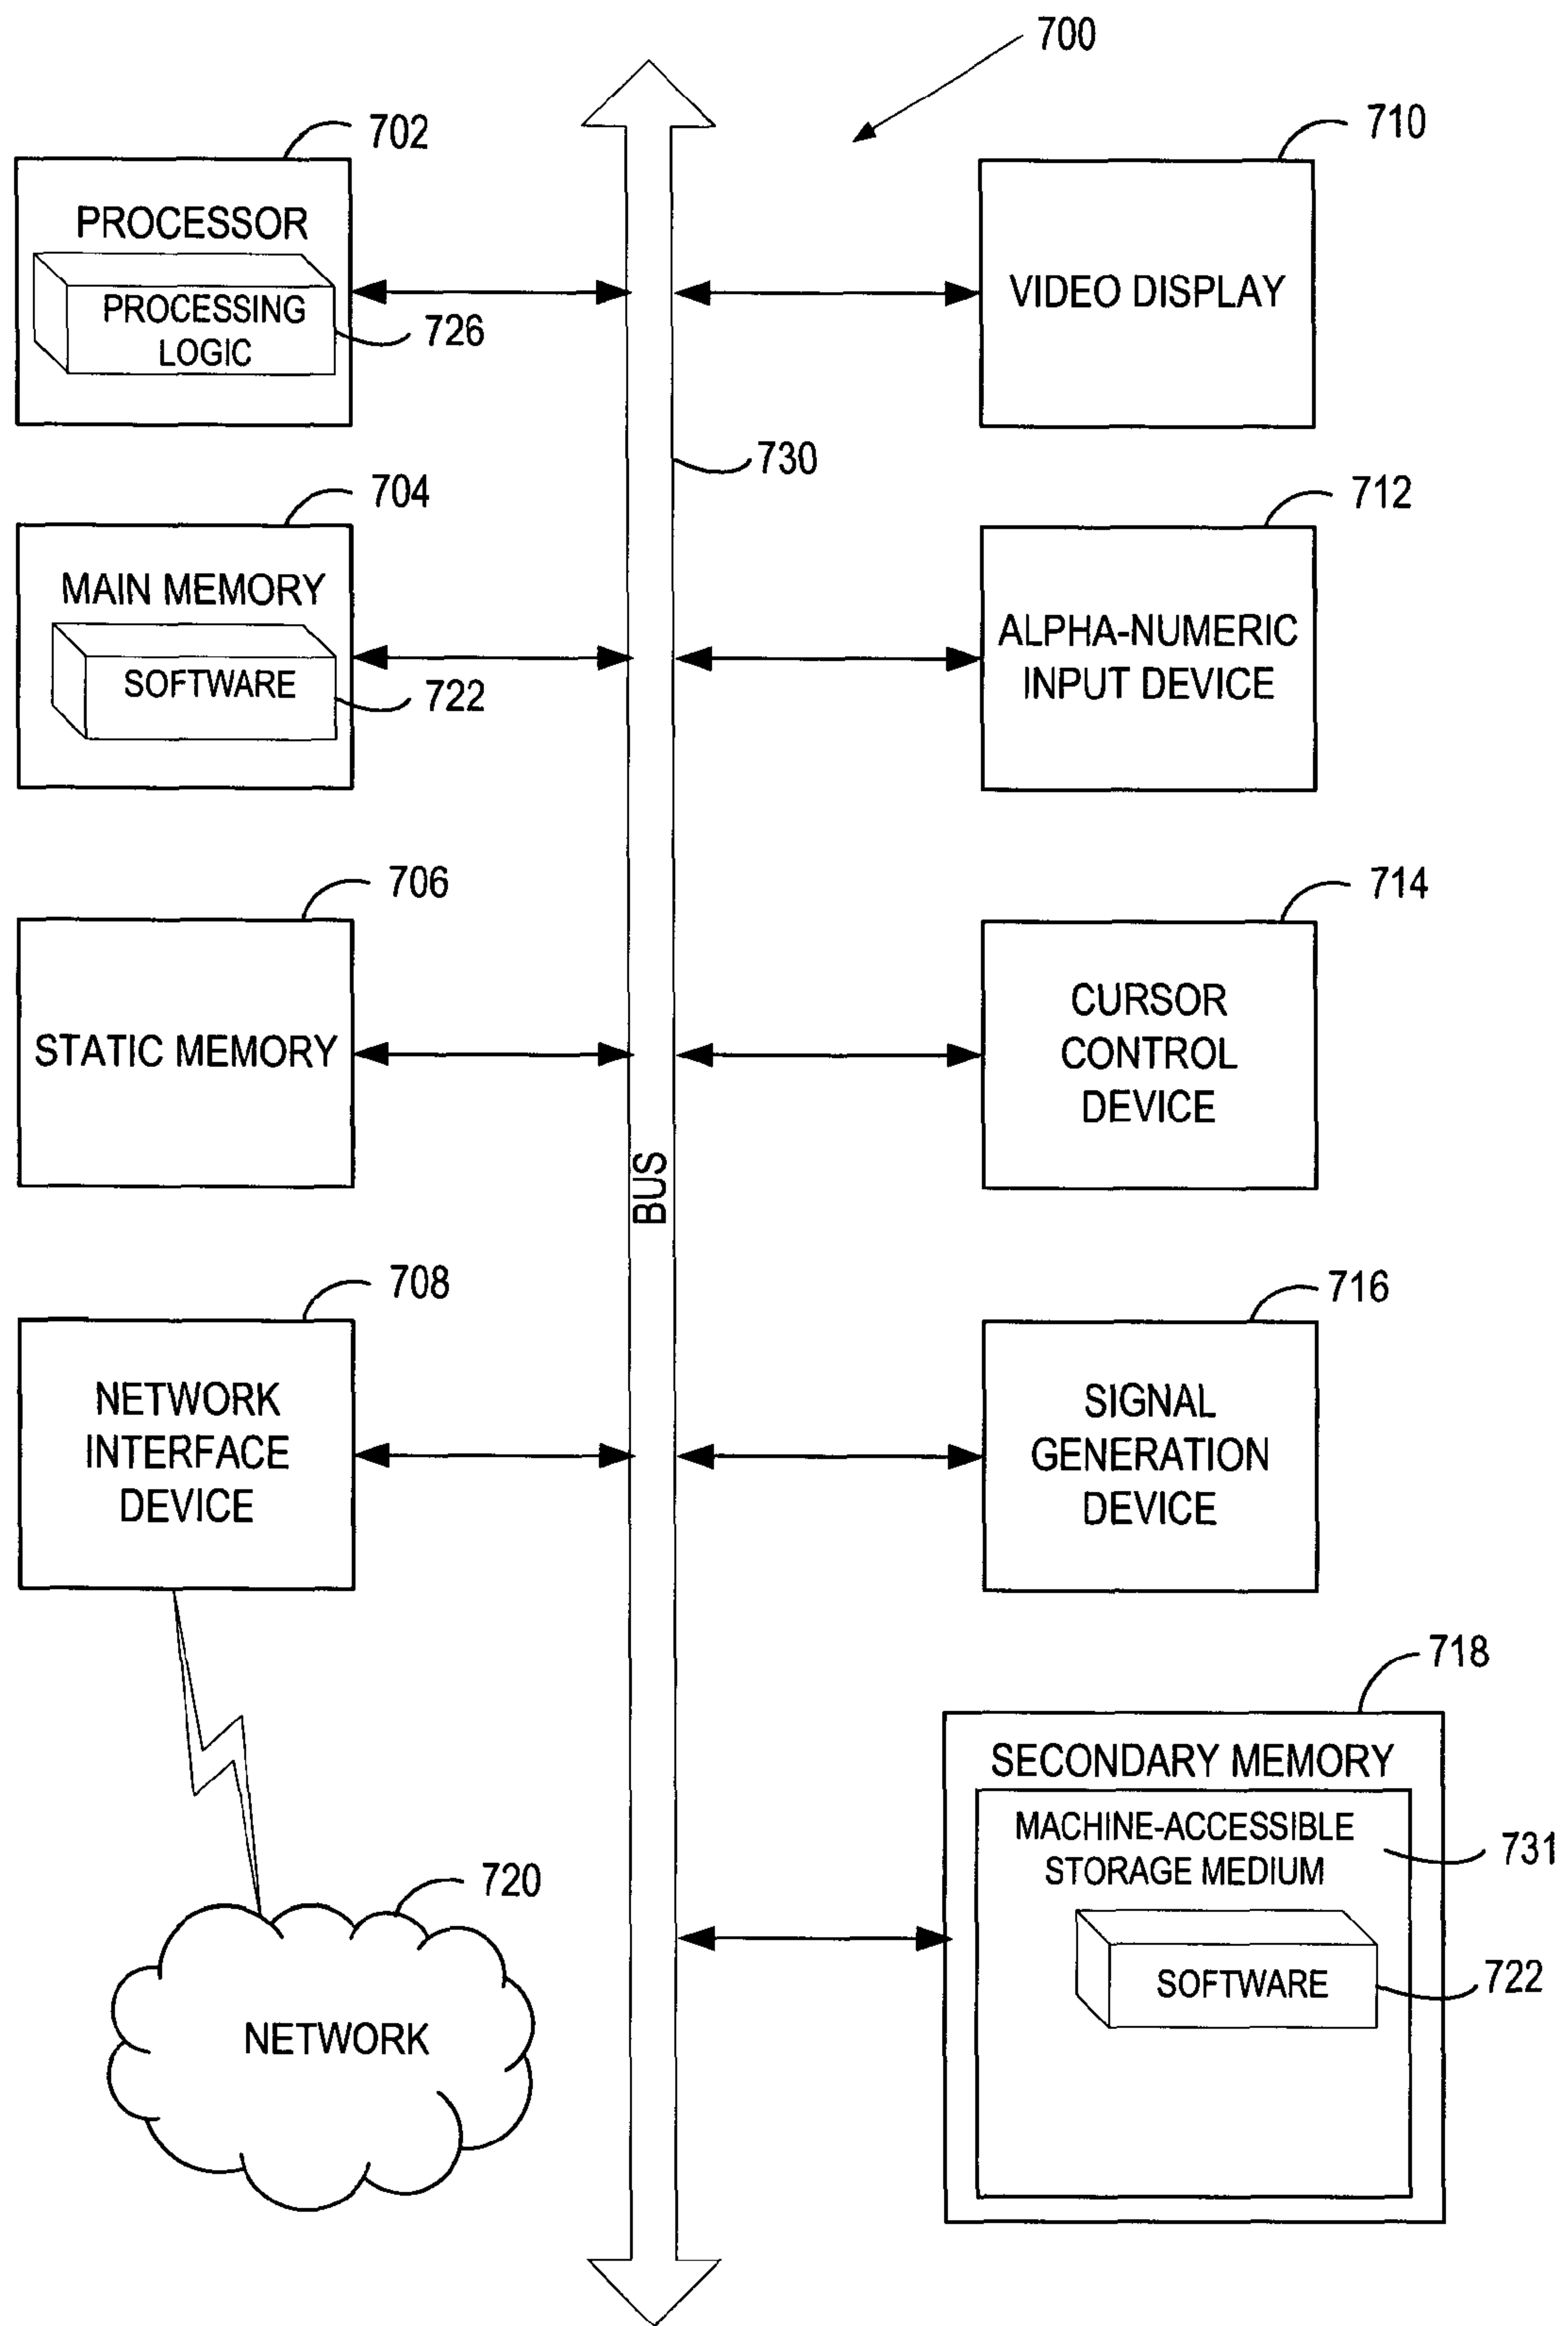 700
702
710
PROCESSOR
PROCESSING
LOGIC
726
VIDEO DISPLAY
730
704
712
MAIN MEMORY
SOFTWARE
722
ALPHA-NUMERIC
INPUT DEVICE
706
714
STATIC MEMORY
CURSOR
CONTROL
DEVICE
BUS
708
716
NETWORK
INTERFACE
DEVICE
SIGNAL
GENERATION
DEVICE
718
SECONDARY MEMORY
MACHINE-ACCESSIBLE
STORAGE MEDIUM
731
720
SOFTWARE
722
NETWORK